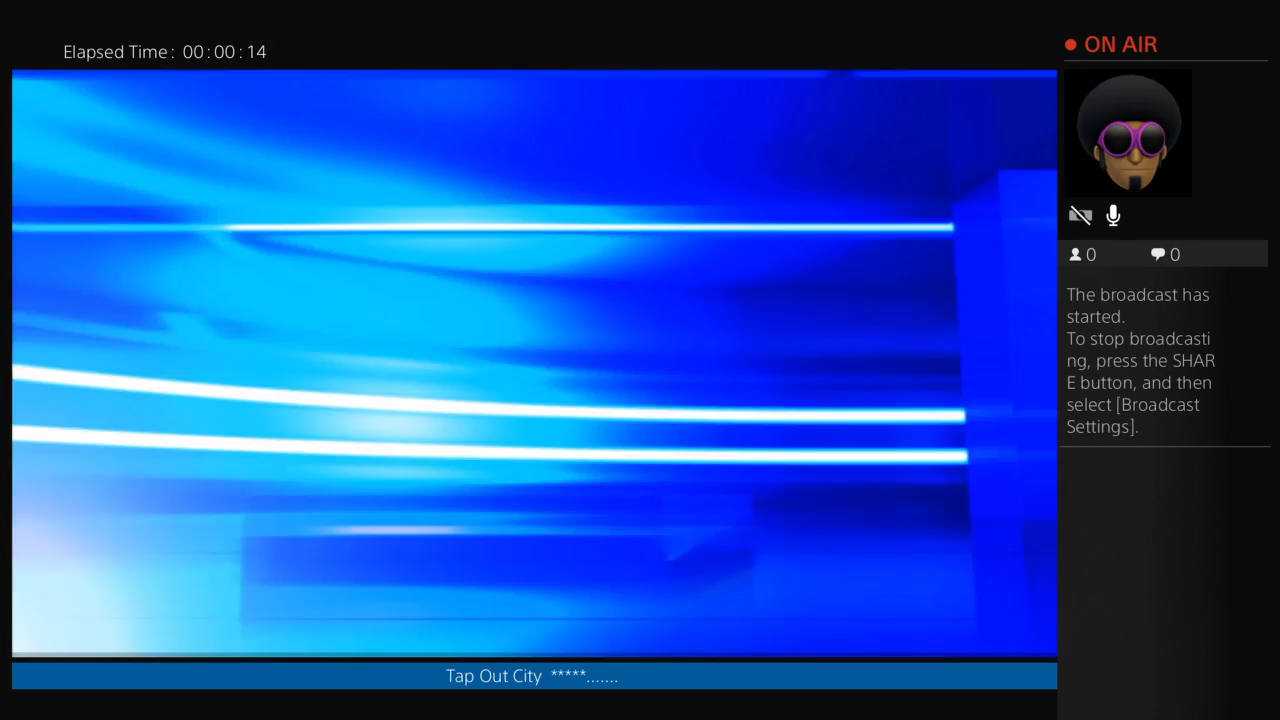 Elapsed Time: 00:00:14
ON AIR
0 0
The broadcast has
started.
To stop broadcasti
ng, press the SHAR
E button, and then
select [Broadcast
Settings].
Tap Out City *****.......